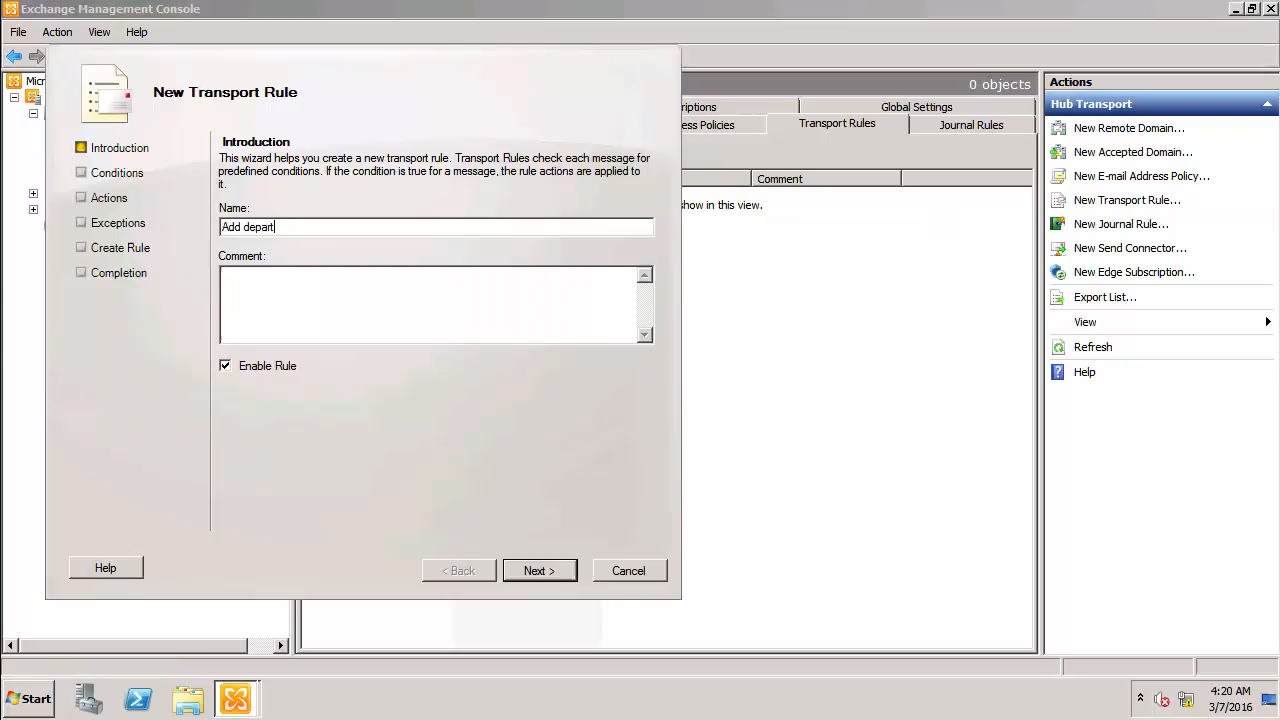 Exchange Management Console
File Action View Help
Micr
New Transport Rule
Introduction
Conditions
Actions
Exceptions
Create Rule
Completion
Introduction
This wizard helps you create a new transport rule. Transport Rules check each message for
predefined conditions. If the condition is true for a message, the rule actions are applied to
it.
Name:
Add depart
Comment:
Enable Rule
Help
< Back
Next >
Cancel
0 objects
riptions
Global Settings
ess Policies
Transport Rules
Journal Rules
Comment
show in this view.
Actions
Hub Transport
New Remote Domain...
New Accepted Domain...
New E-mail Address Policy...
New Transport Rule...
New Journal Rule...
New Send Connector...
New Edge Subscription...
Export List...
View
Refresh
Help
Start
4:20 AM
3/7/2016